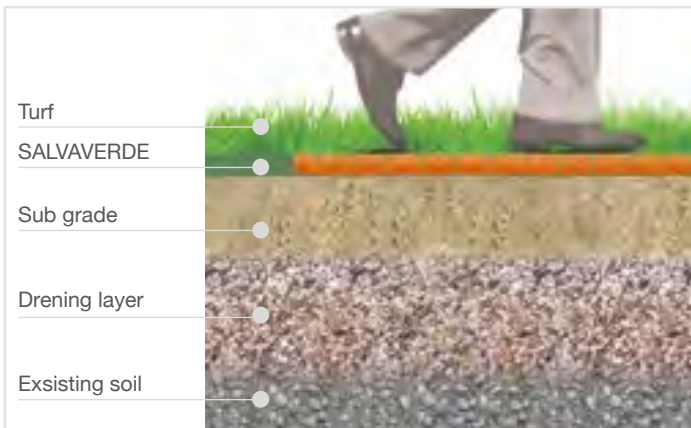 Turf
SALVAVERDE
Sub grade
Drening layer
Exsisting soil